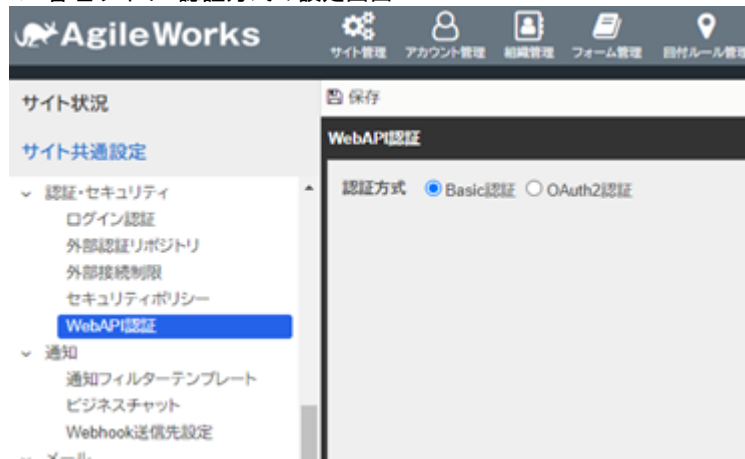 AgileWorks
サイト管理 アカウント管理 組織管理 フォーム管理
サイト状況
サイト共通設定
認証・セキュリティ
ログイン認証
外部認証リポジトリ
外部接続制限
セキュリティポリシー
WebAPI認証
通知
通知フィルターテンプレート
ビジネスチャット
Webhook送信先設定
保存
WebAPI認証
認証方式 Basic認証 OAuth2認証